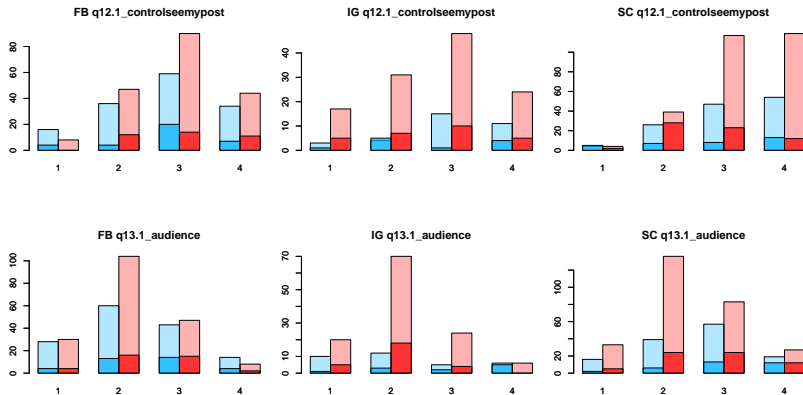 FB q12.1_controlseemypost
IG q12.1_controlseemypost
SC q12.1_controlseemypost
80
60
40
20
0
1 2 3 4
40
30
20
10
0
1 2 3 4
80
60
40
20
0
1 2 3 4
FB q13.1_audience
IG q13.1_audience
SC q13.1_audience
100
80
60
40
20
0
1 2 3 4
70
50
30
10
0
1 2 3 4
100
60
20
0
1 2 3 4